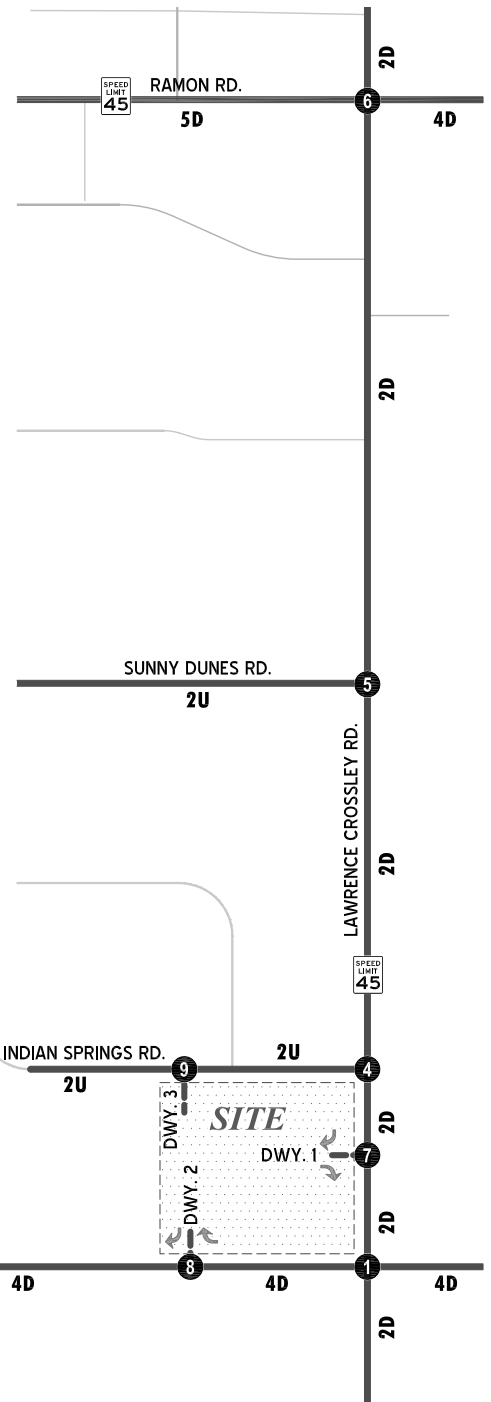 2D
RAMON RD.
SPEED
LIMIT
45
6
5D
4D
2D
SUNNY DUNES RD.
5
2U
LAWRENCE CROSSLEY RD.
2D
SPEED
LIMIT
45
INDIAN SPRINGS RD.
2U
9
4
2U
DWY. 3
SITE
2D
DWY. 1
7
DWY. 2
2D
8
1
4D
4D
4D
2D